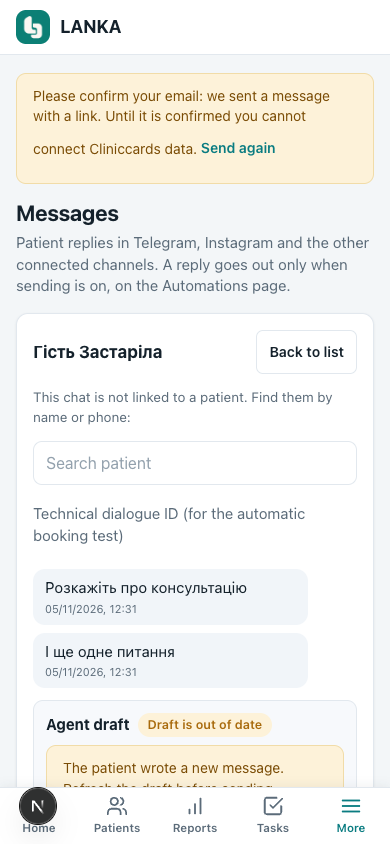 LANKA
Please confirm your email: we sent a message
with a link. Until it is confirmed you cannot
connect Cliniccards data. Send again
Messages
Patient replies in Telegram, Instagram and the other
connected channels. A reply goes out only when
sending is on, on the Automations page.
Гість Застаріла
Back to list
This chat is not linked to a patient. Find them by
name or phone:
Search patient
Technical dialogue ID (for the automatic
booking test)
Розкажіть про консультацію
05/11/2026, 12:31
І ще одне питання
05/11/2026, 12:31
Agent draft Draft is out of date
The patient wrote a new message.
Refresh the draft before sending
N
Home Patients Reports Tasks More